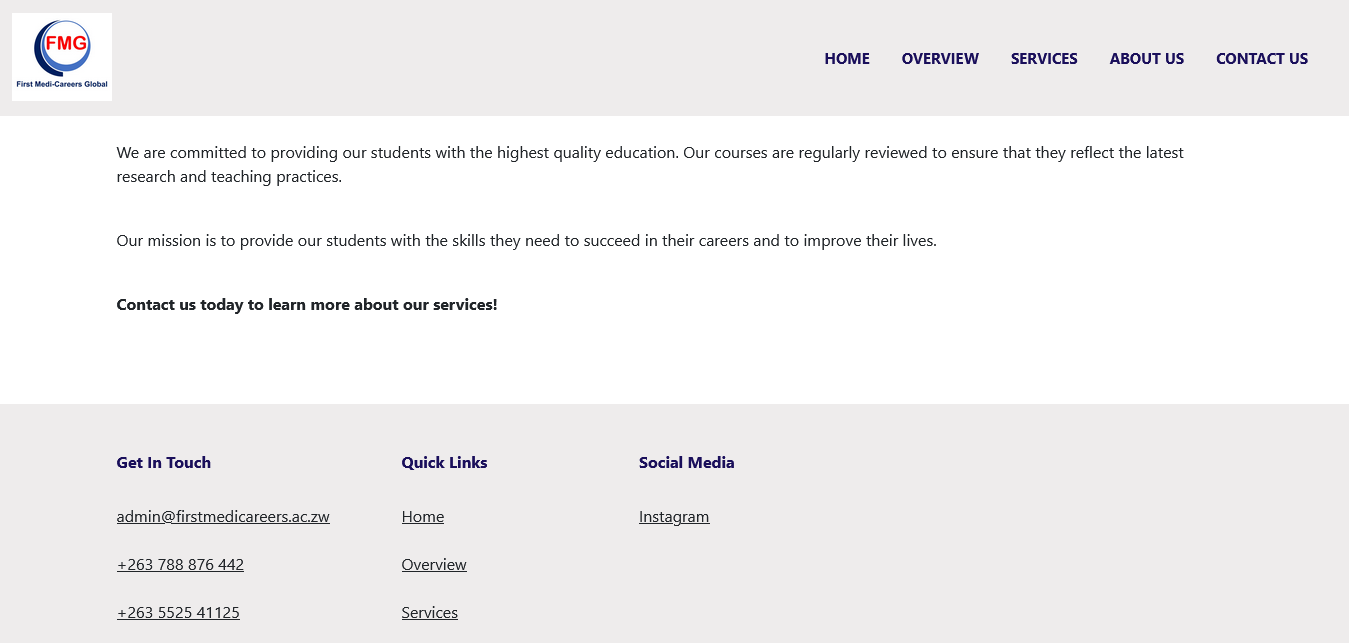 FMG
First Medi-Careers Global
HOME OVERVIEW SERVICES ABOUT US CONTACT US
We are committed to providing our students with the highest quality education. Our courses are regularly reviewed to ensure that they reflect the latest
research and teaching practices.
Our mission is to provide our students with the skills they need to succeed in their careers and to improve their lives.
Contact us today to learn more about our services!
Get In Touch
admin@firstmedicareers.ac.zw
+263 788 876 442
+263 5525 41125
Quick Links
Home
Overview
Services
Social Media
Instagram